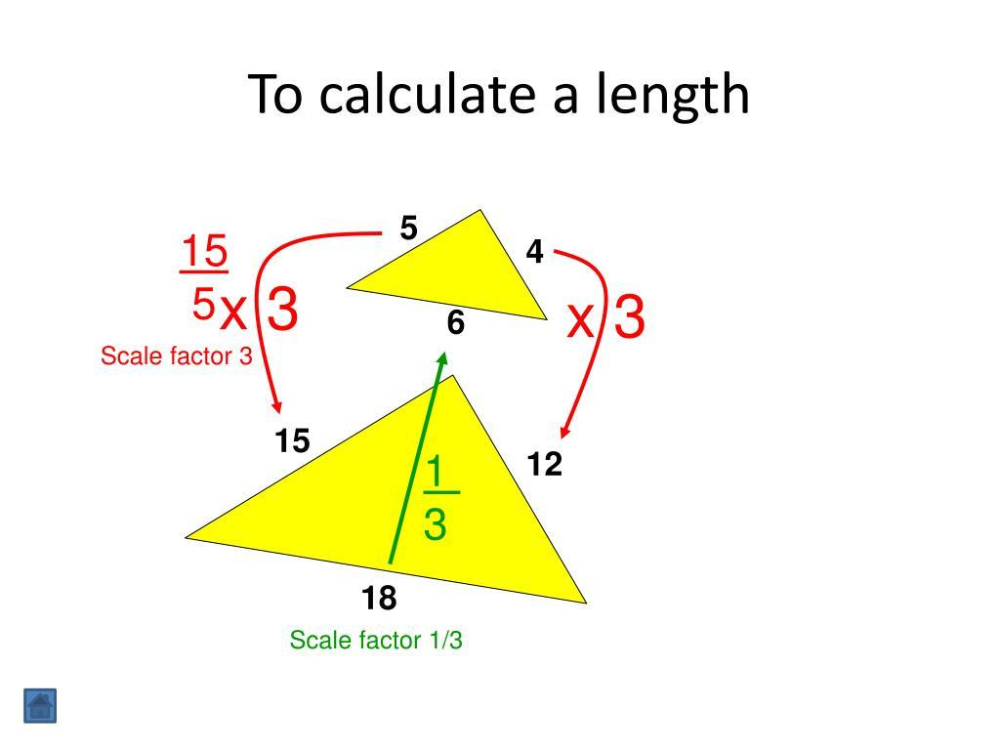 To calculate a length
15
5
x 3
Scale factor 3
5
4
6
x 3
15
12
1
3
18
Scale factor 1/3